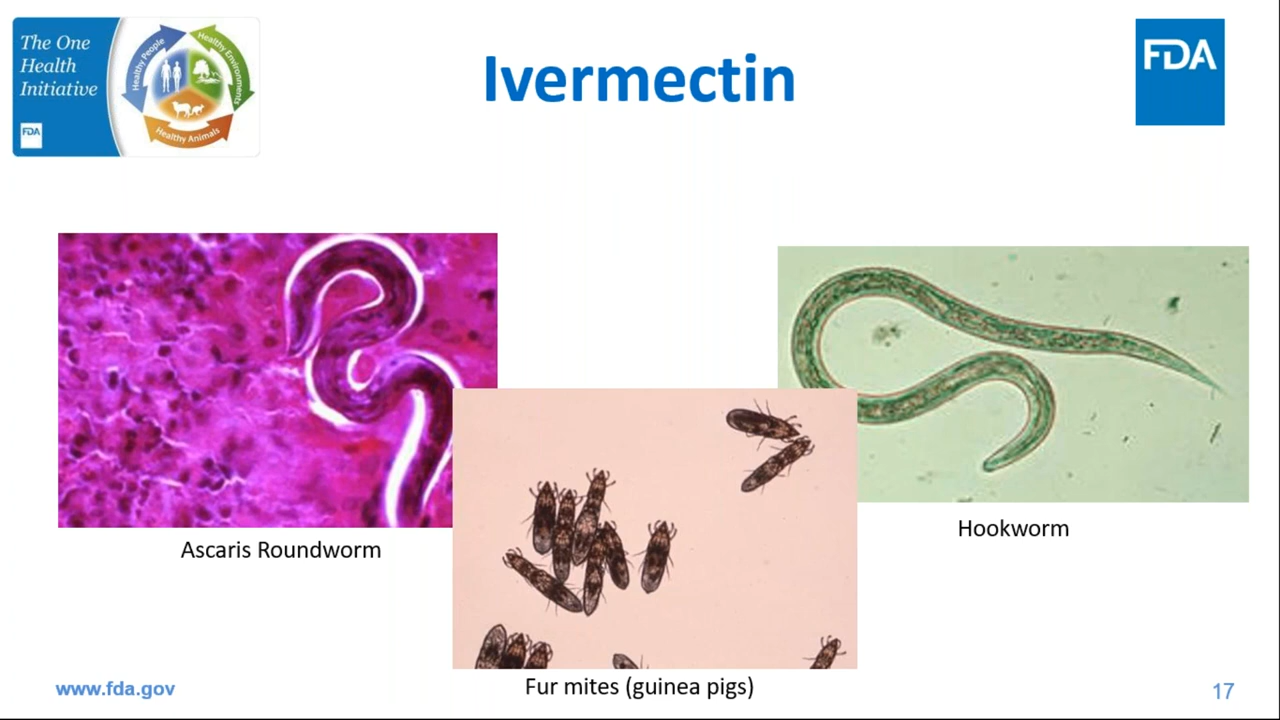 The One
Health
Initiative
FDA
Healthy People
Healthy Environments
Healthy Animals
Ivermectin
FDA
Ascaris Roundworm
Hookworm
Fur mites (guinea pigs)
www.fda.gov
17